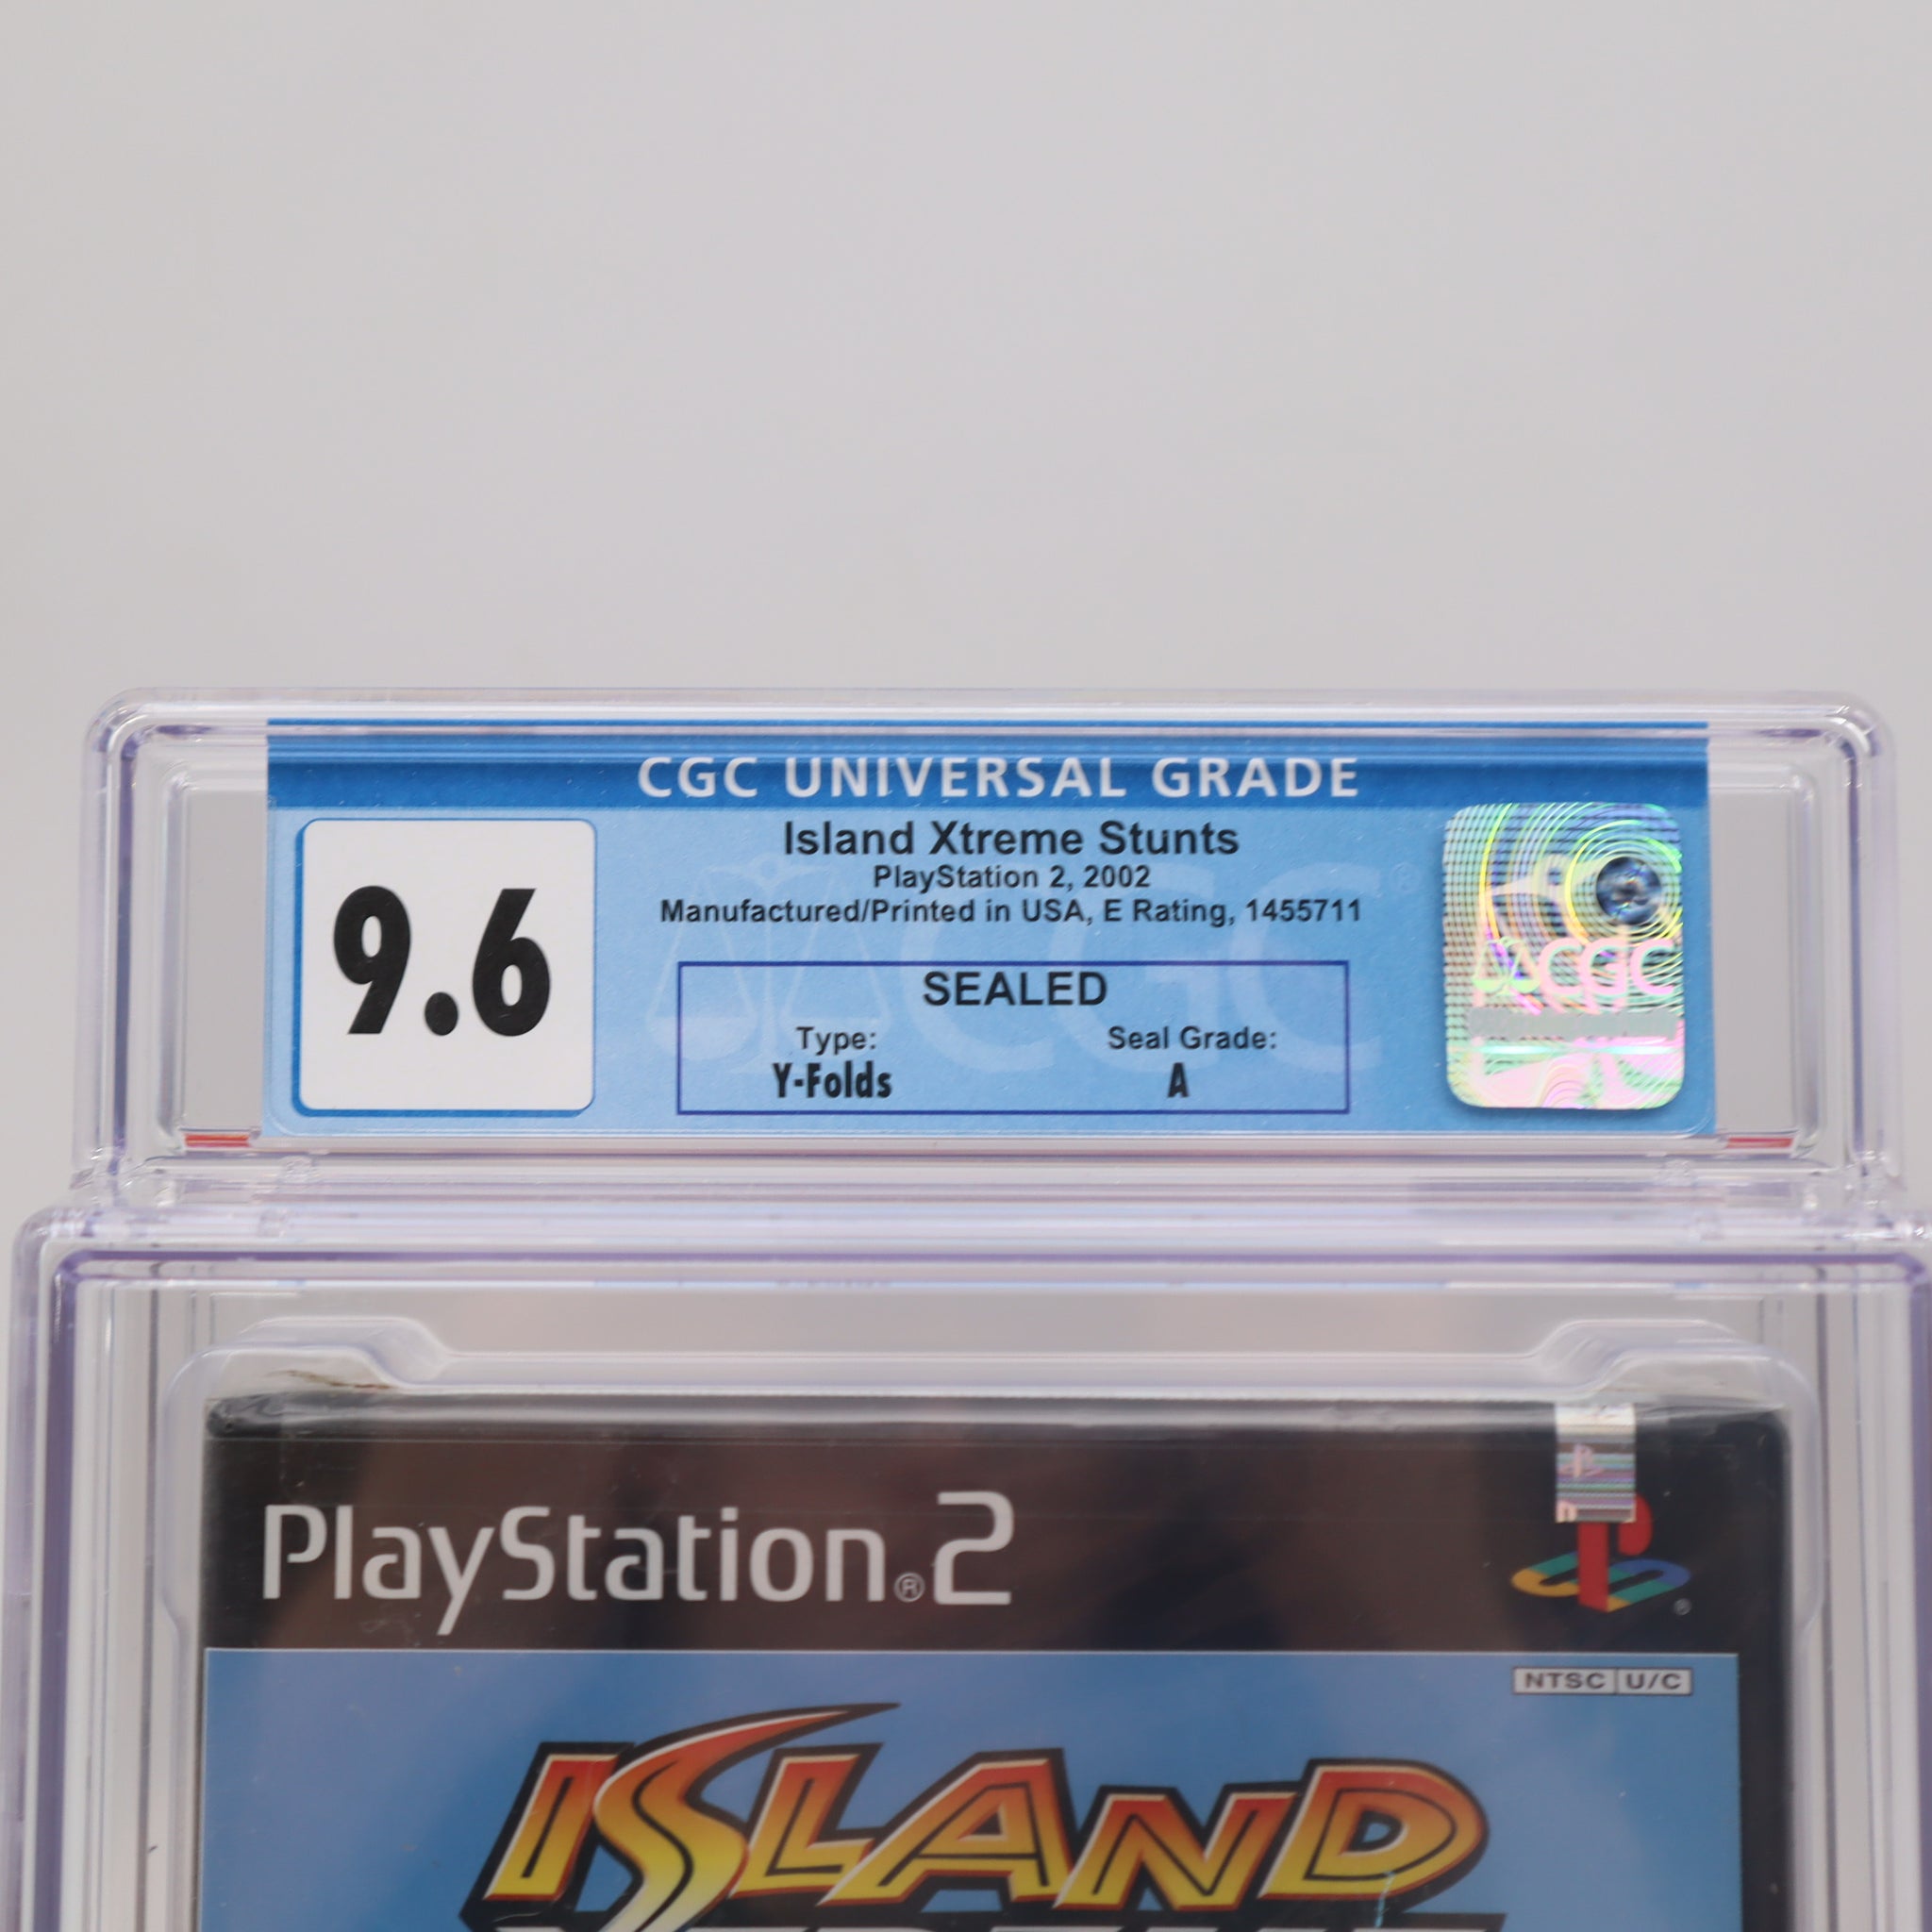 CGC UNIVERSAL GRADE
9.6
Island Xtreme Stunts
PlayStation 2, 2002
Manufactured/Printed in USA, E Rating, 1455711
SEALED
Type:
Y-Folds
Seal Grade:
A
CGC
PlayStation®2
NTSC U/C
ISLAND